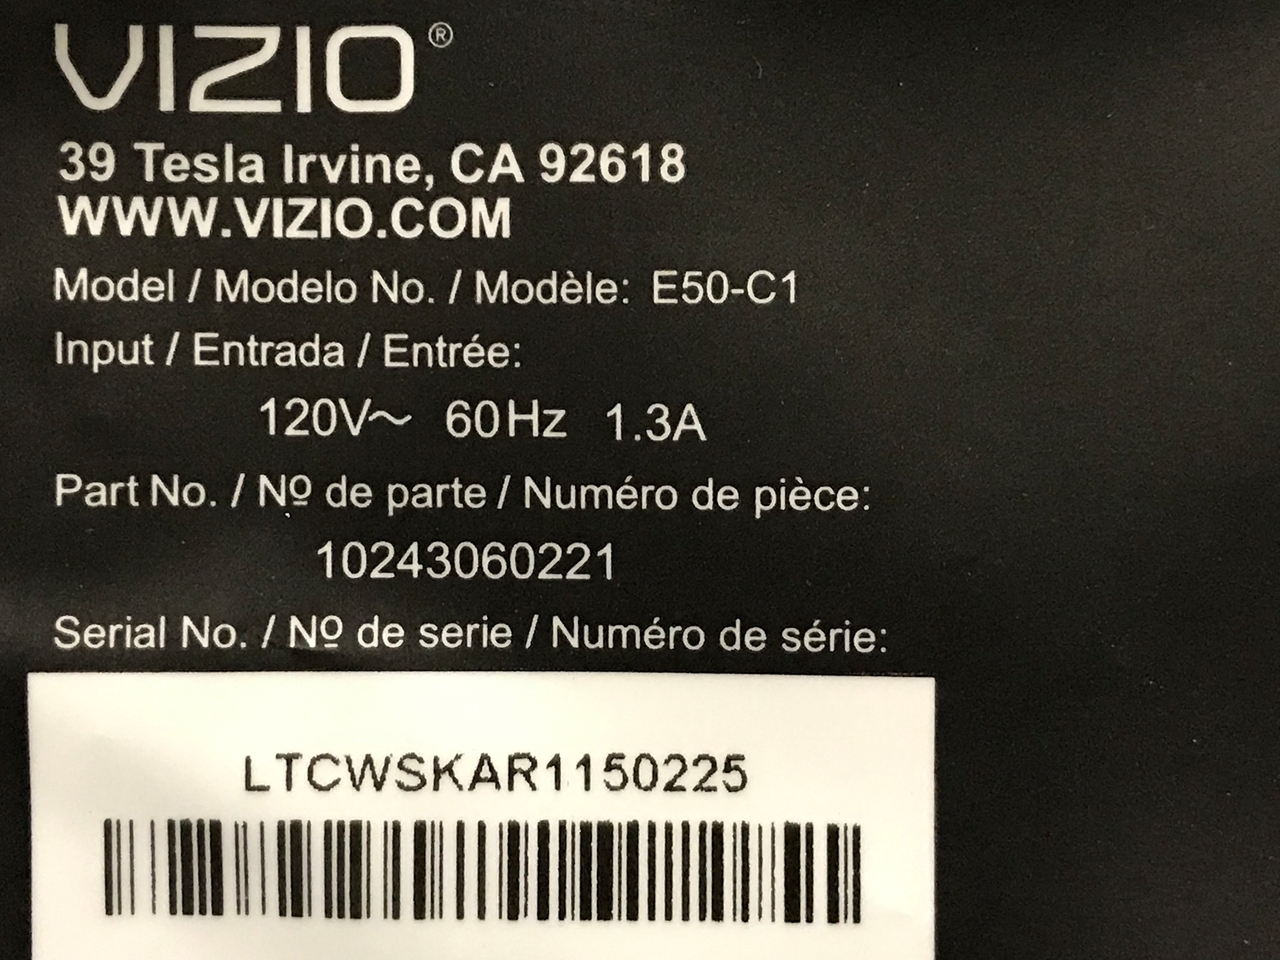 VIZIO®
39 Tesla Irvine, CA 92618
WWW.VIZIO.COM
Model / Modelo No. / Modèle: E50-C1
Input / Entrada / Entrée:
120V~ 60Hz 1.3A
Part No. / Nº de parte / Numéro de pièce:
10243060221
Serial No. / Nº de serie / Numéro de série:
LTCWSKAR1150225